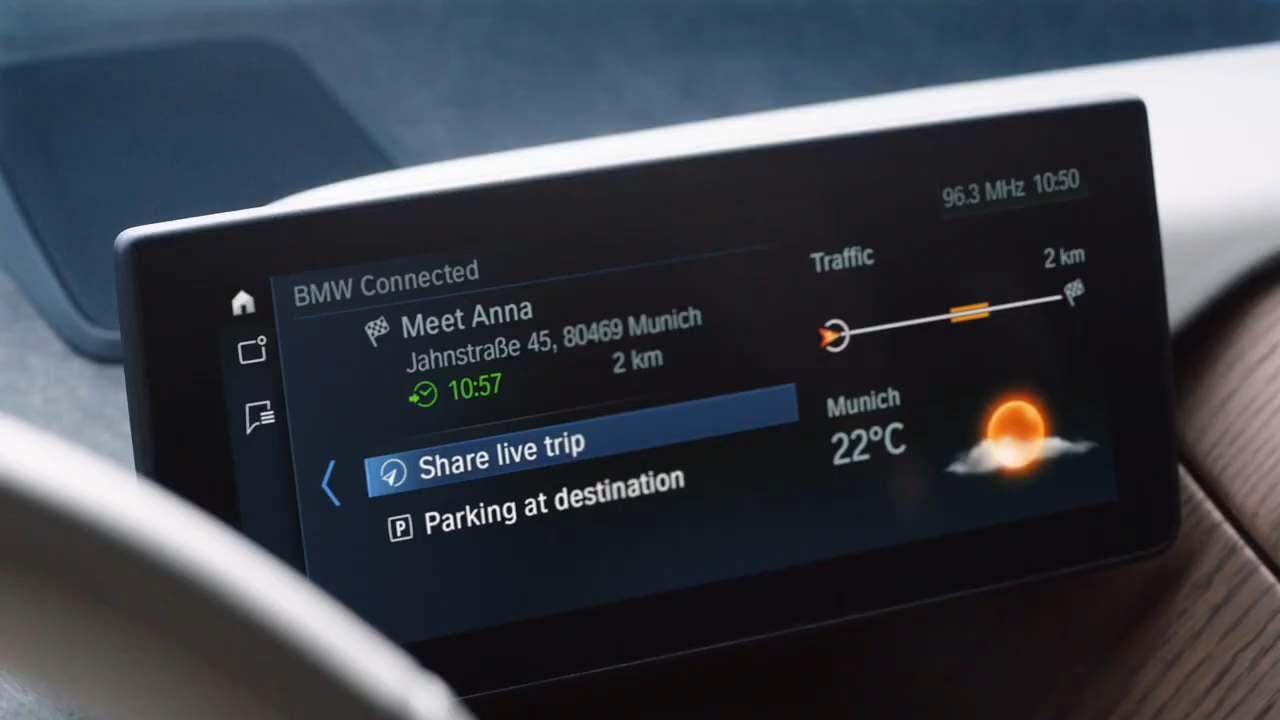 96.3 MHz 10:50
BMW Connected
Meet Anna
Jahnstraße 45, 80469 Munich
10:57 2 km
Share live trip
P Parking at destination
Traffic 2 km
Munich
22°C